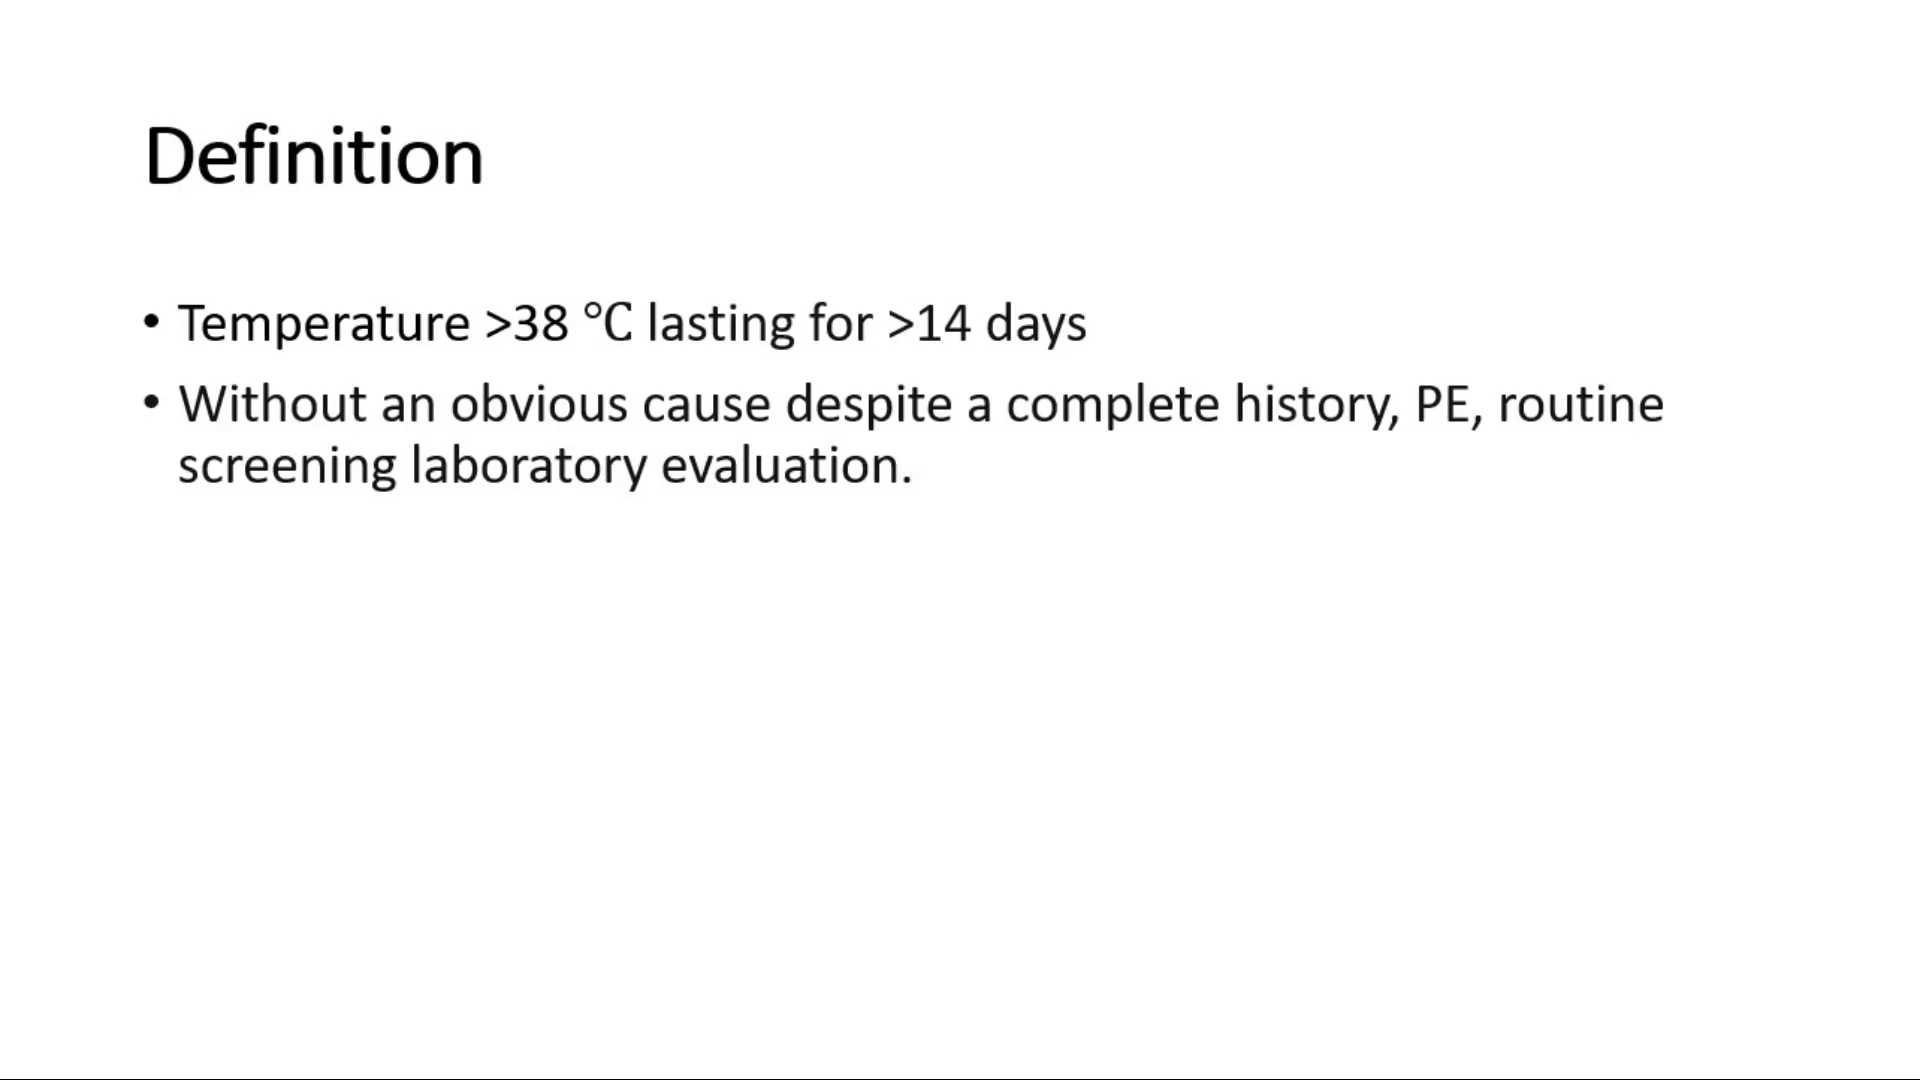 Definition
• Temperature >38 ℃ lasting for >14 days
• Without an obvious cause despite a complete history, PE, routine
screening laboratory evaluation.